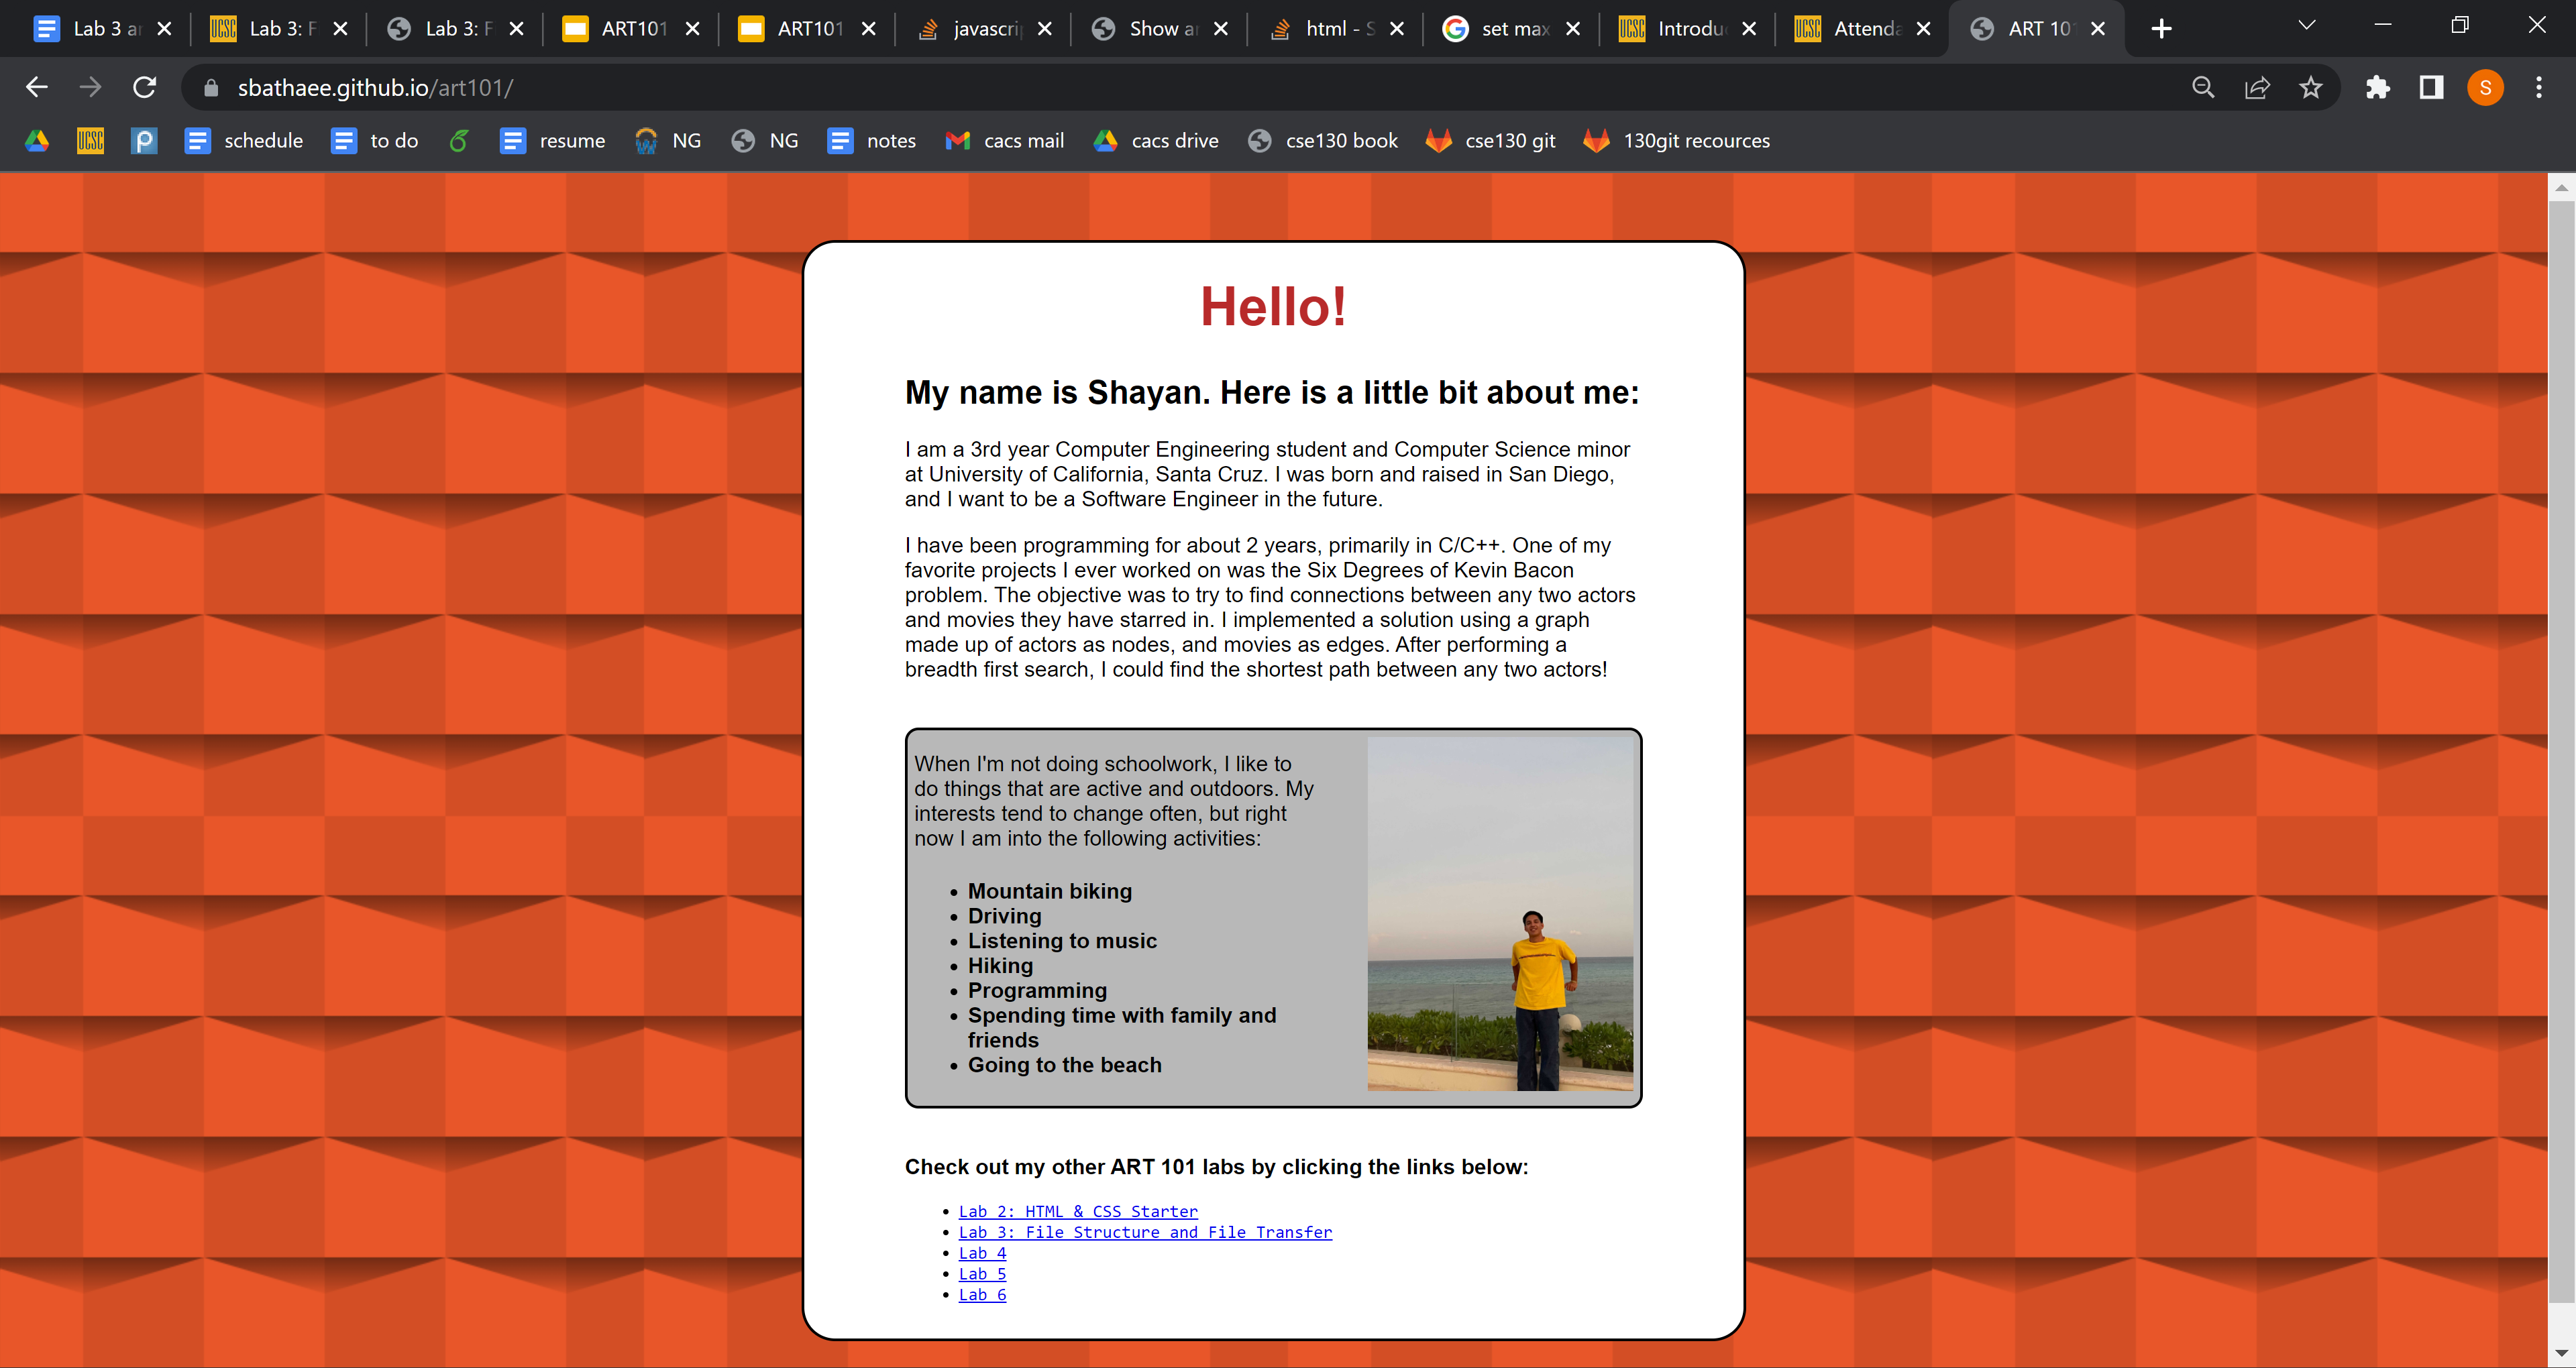 Lab 3 a
Lab 3: F
Lab 3: F
ART101
ART101
javascri
Show a
html - S
set max
Introdu
Attenda
ART 10
sbathaee.github.io/art101/
S
UCSC
schedule
to do
resume
NG
NG
notes
cacs mail
cacs drive
cse130 book
cse130 git
130git recources
Hello!
My name is Shayan. Here is a little bit about me:
I am a 3rd year Computer Engineering student and Computer Science minor
at University of California, Santa Cruz. I was born and raised in San Diego,
and I want to be a Software Engineer in the future.
I have been programming for about 2 years, primarily in C/C++. One of my
favorite projects I ever worked on was the Six Degrees of Kevin Bacon
problem. The objective was to try to find connections between any two actors
and movies they have starred in. I implemented a solution using a graph
made up of actors as nodes, and movies as edges. After performing a
breadth first search, I could find the shortest path between any two actors!
When I'm not doing schoolwork, I like to
do things that are active and outdoors. My
interests tend to change often, but right
now I am into the following activities:
• Mountain biking
• Driving
• Listening to music
• Hiking
• Programming
• Spending time with family and
friends
• Going to the beach
Check out my other ART 101 labs by clicking the links below:
• Lab 2: HTML & CSS Starter
• Lab 3: File Structure and File Transfer
• Lab 4
• Lab 5
• Lab 6